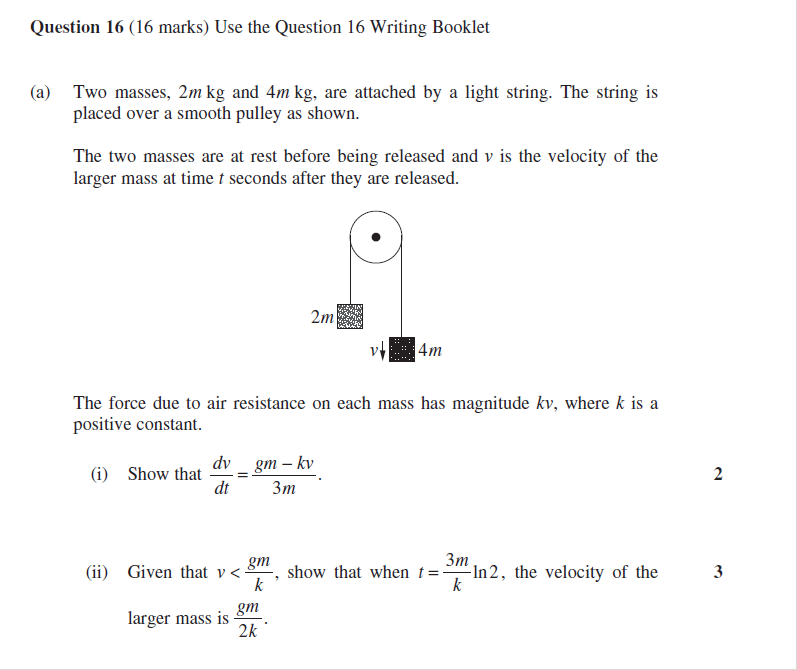 Question 16 (16 marks) Use the Question 16 Writing Booklet
(a) Two masses, 2m kg and 4m kg, are attached by a light string. The string is
placed over a smooth pulley as shown.
The two masses are at rest before being released and v is the velocity of the
larger mass at time t seconds after they are released.
2m
v 4m
The force due to air resistance on each mass has magnitude kv, where k is a
positive constant.
(i) Show that dv/dt = (gm – kv)/3m. 2
(ii) Given that v < gm/k, show that when t = 3m/k ln 2, the velocity of the 3
larger mass is gm/2k.